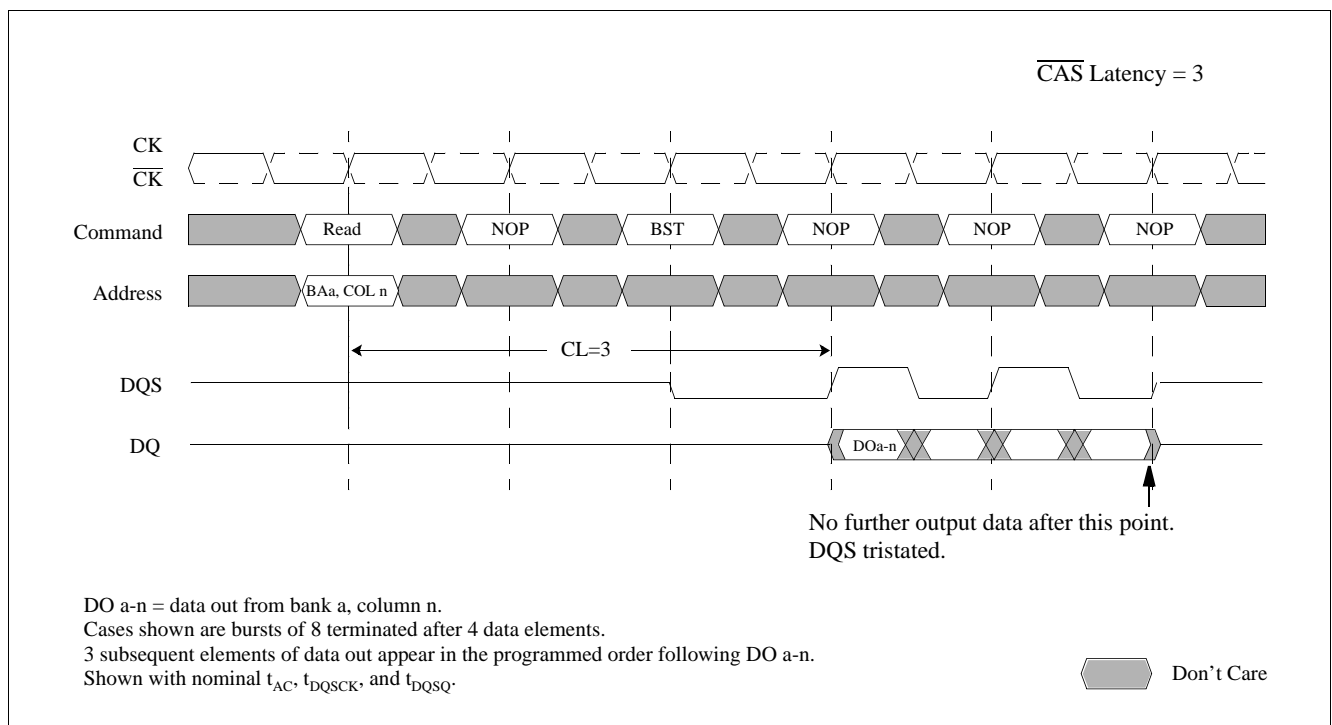 CAS Latency = 3
CK
CK
Command
Read
NOP
BST
NOP
NOP
NOP
Address
BAa, COL n
CL=3
DQS
DQ
DOa-n
No further output data after this point.
DQS tristated.
DO a-n = data out from bank a, column n.
Cases shown are bursts of 8 terminated after 4 data elements.
3 subsequent elements of data out appear in the programmed order following DO a-n.
Shown with nominal tAC, tDQSCK, and tDQSQ.
Don't Care